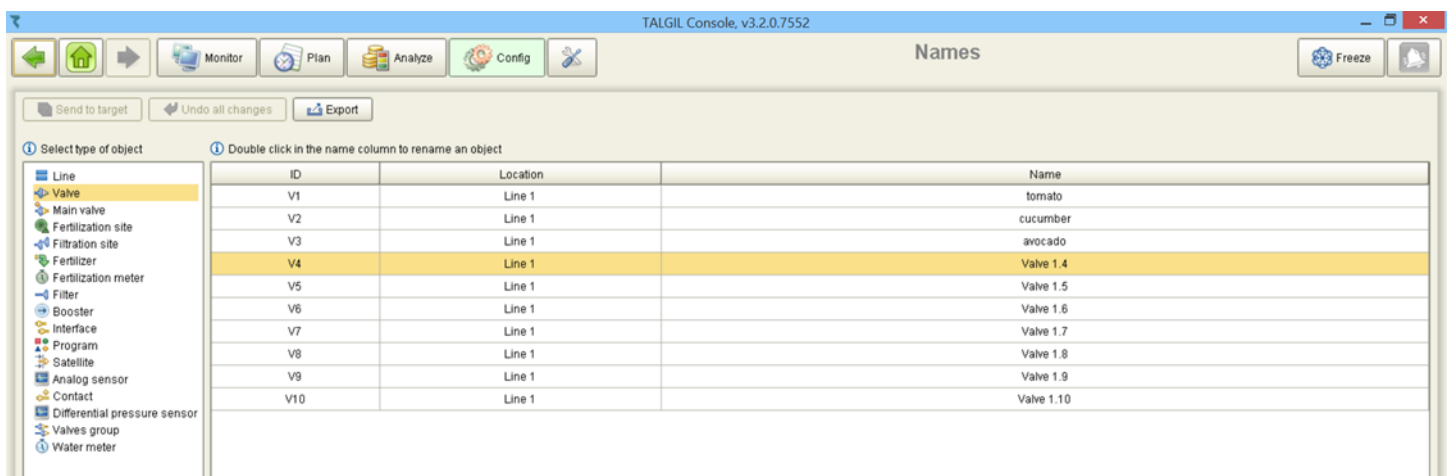 TALGIL Console, v3.2.0.7552
Monitor Plan Analyze Config Names Freeze
Send to target Undo all changes Export
Select type of object
Line
Valve
Main valve
Fertilization site
Filtration site
Fertilizer
Fertilization meter
Filter
Booster
Interface
Program
Satellite
Analog sensor
Contact
Differential pressure sensor
Valves group
Water meter
Double click in the name column to rename an object
ID Location Name
V1 Line 1 tomato
V2 Line 1 cucumber
V3 Line 1 avocado
V4 Line 1 Valve 1.4
V5 Line 1 Valve 1.5
V6 Line 1 Valve 1.6
V7 Line 1 Valve 1.7
V8 Line 1 Valve 1.8
V9 Line 1 Valve 1.9
V10 Line 1 Valve 1.10